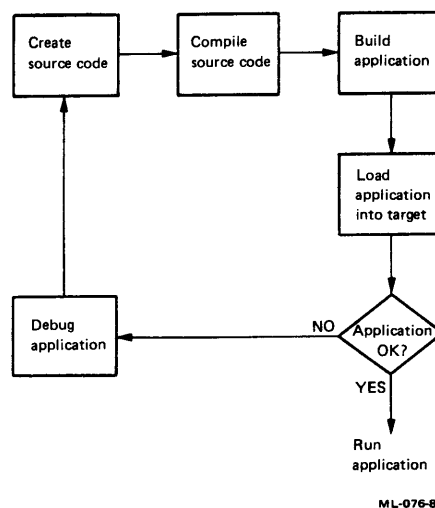 Create
source code
Compile
source code
Build
application
Load
application
into target
Application
OK?
NO
Debug
application
YES
Run
application
ML-076-8